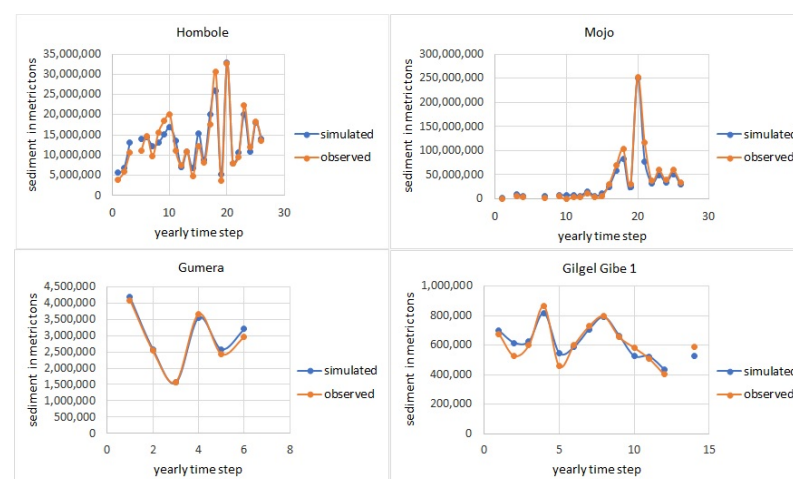 Hombole
35,000,000
30,000,000
25,000,000
20,000,000
15,000,000
10,000,000
5,000,000
0
0 10 20 30
sediment in metrictons
yearly time step
simulated
observed
Mojo
300,000,000
250,000,000
200,000,000
150,000,000
100,000,000
50,000,000
0
0 10 20 30
sediment in metrictons
yearly time step
simulated
observed
Gumera
4,500,000
4,000,000
3,500,000
3,000,000
2,500,000
2,000,000
1,500,000
1,000,000
500,000
0
0 2 4 6 8
sediment in metrictons
yearly time step
simulated
observed
Gilgel Gibe 1
1,000,000
800,000
600,000
400,000
200,000
0
0 5 10 15
sediment in metrictons
yearly time step
simulated
observed